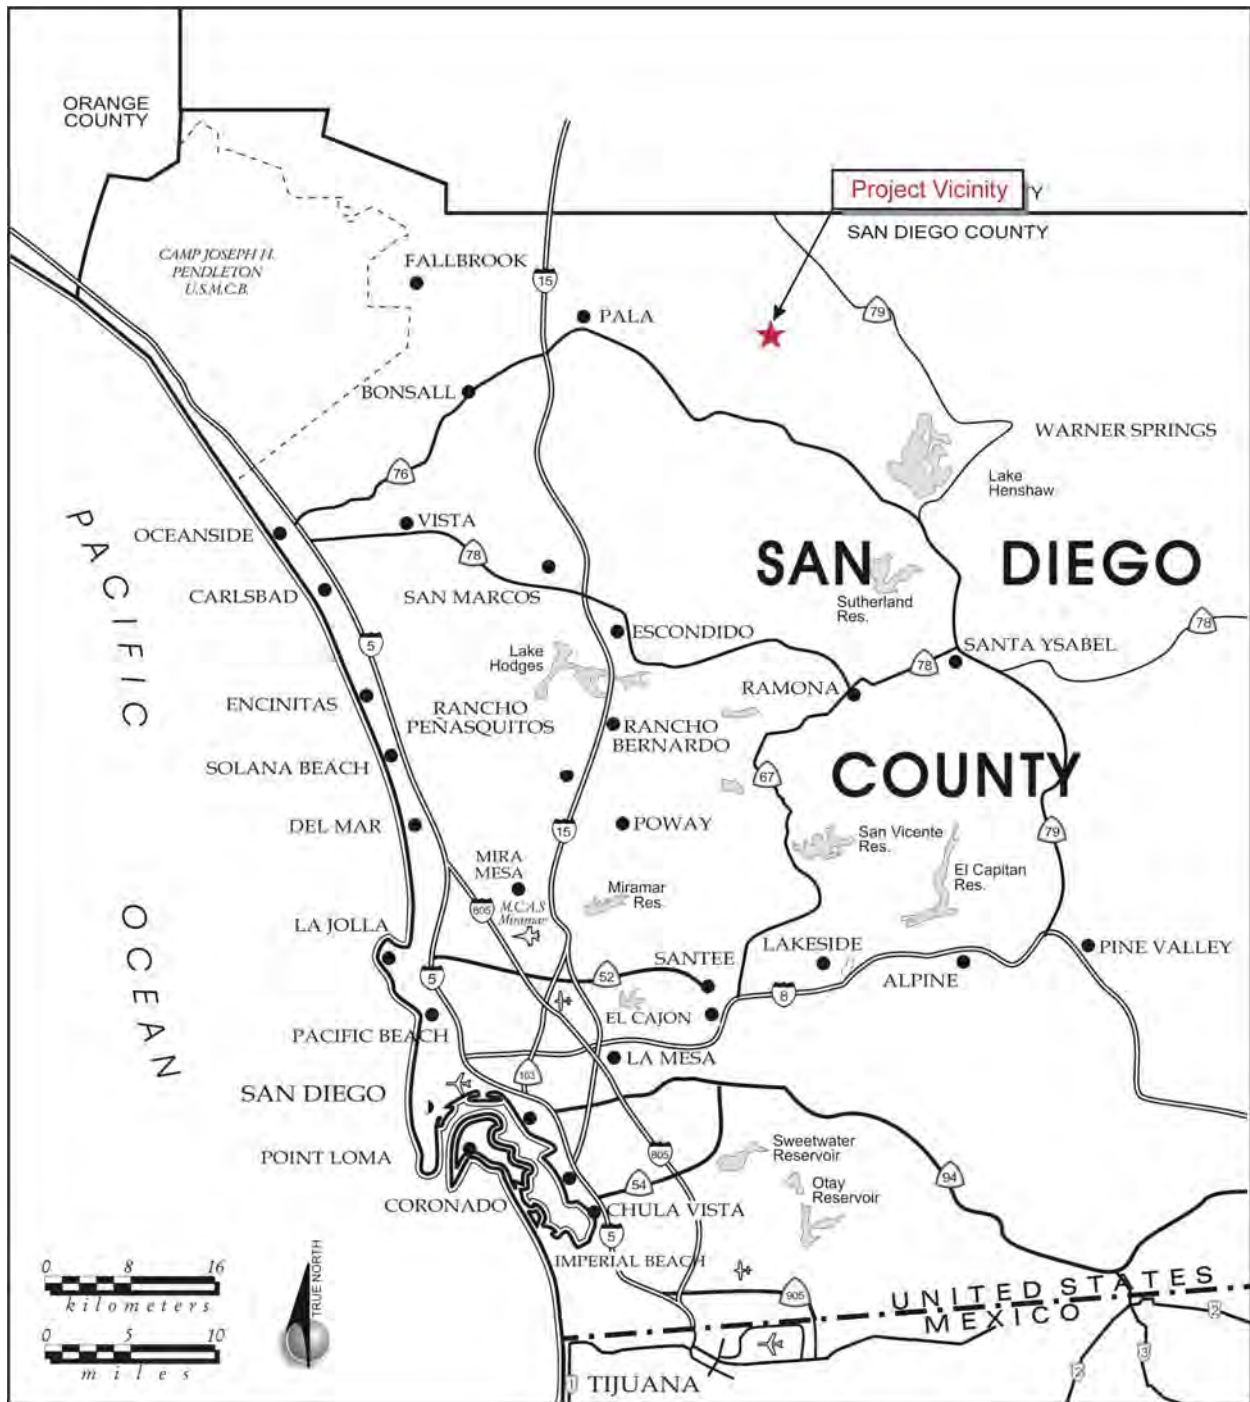 ORANGE
COUNTY
Project Vicinity
Y
SAN DIEGO COUNTY
CAMP JOSEPH H.
PENDLETON
U.S.M.C.B.
FALLBROOK
15
79
PALA
BONSALL
WARNER SPRINGS
76
Lake
Henshaw
OCEANSIDE
VISTA
78
SAN DIEGO
COUNTY
Sutherland
Res.
CARLSBAD
SAN MARCOS
ESCONDIDO
78
5
Lake
Hodges
SANTA YSABEL
78
RAMONA
ENCINITAS
RANCHO
PEÑASQUITOS
RANCHO
BERNARDO
SOLANA BEACH
67
DEL MAR
15
POWAY
San Vicente
Res.
79
El Capitan
Res.
MIRA
MESA
M.C.A.S
Miramar
Miramar
Res.
805
LA JOLLA
PACIFIC
OCEAN
5
52
SANTEE
LAKESIDE
PINE VALLEY
ALPINE
8
EL CAJON
PACIFIC BEACH
LA MESA
163
SAN DIEGO
POINT LOMA
805
Sweetwater
Reservoir
54
Otay
Reservoir
94
CORONADO
CHULA VISTA
5
IMPERIAL BEACH
905
UNITED STATES
MEXICO
2
2
3
1
TIJUANA
0 8 16
kilometers
0 5 10
miles
TRUE NORTH